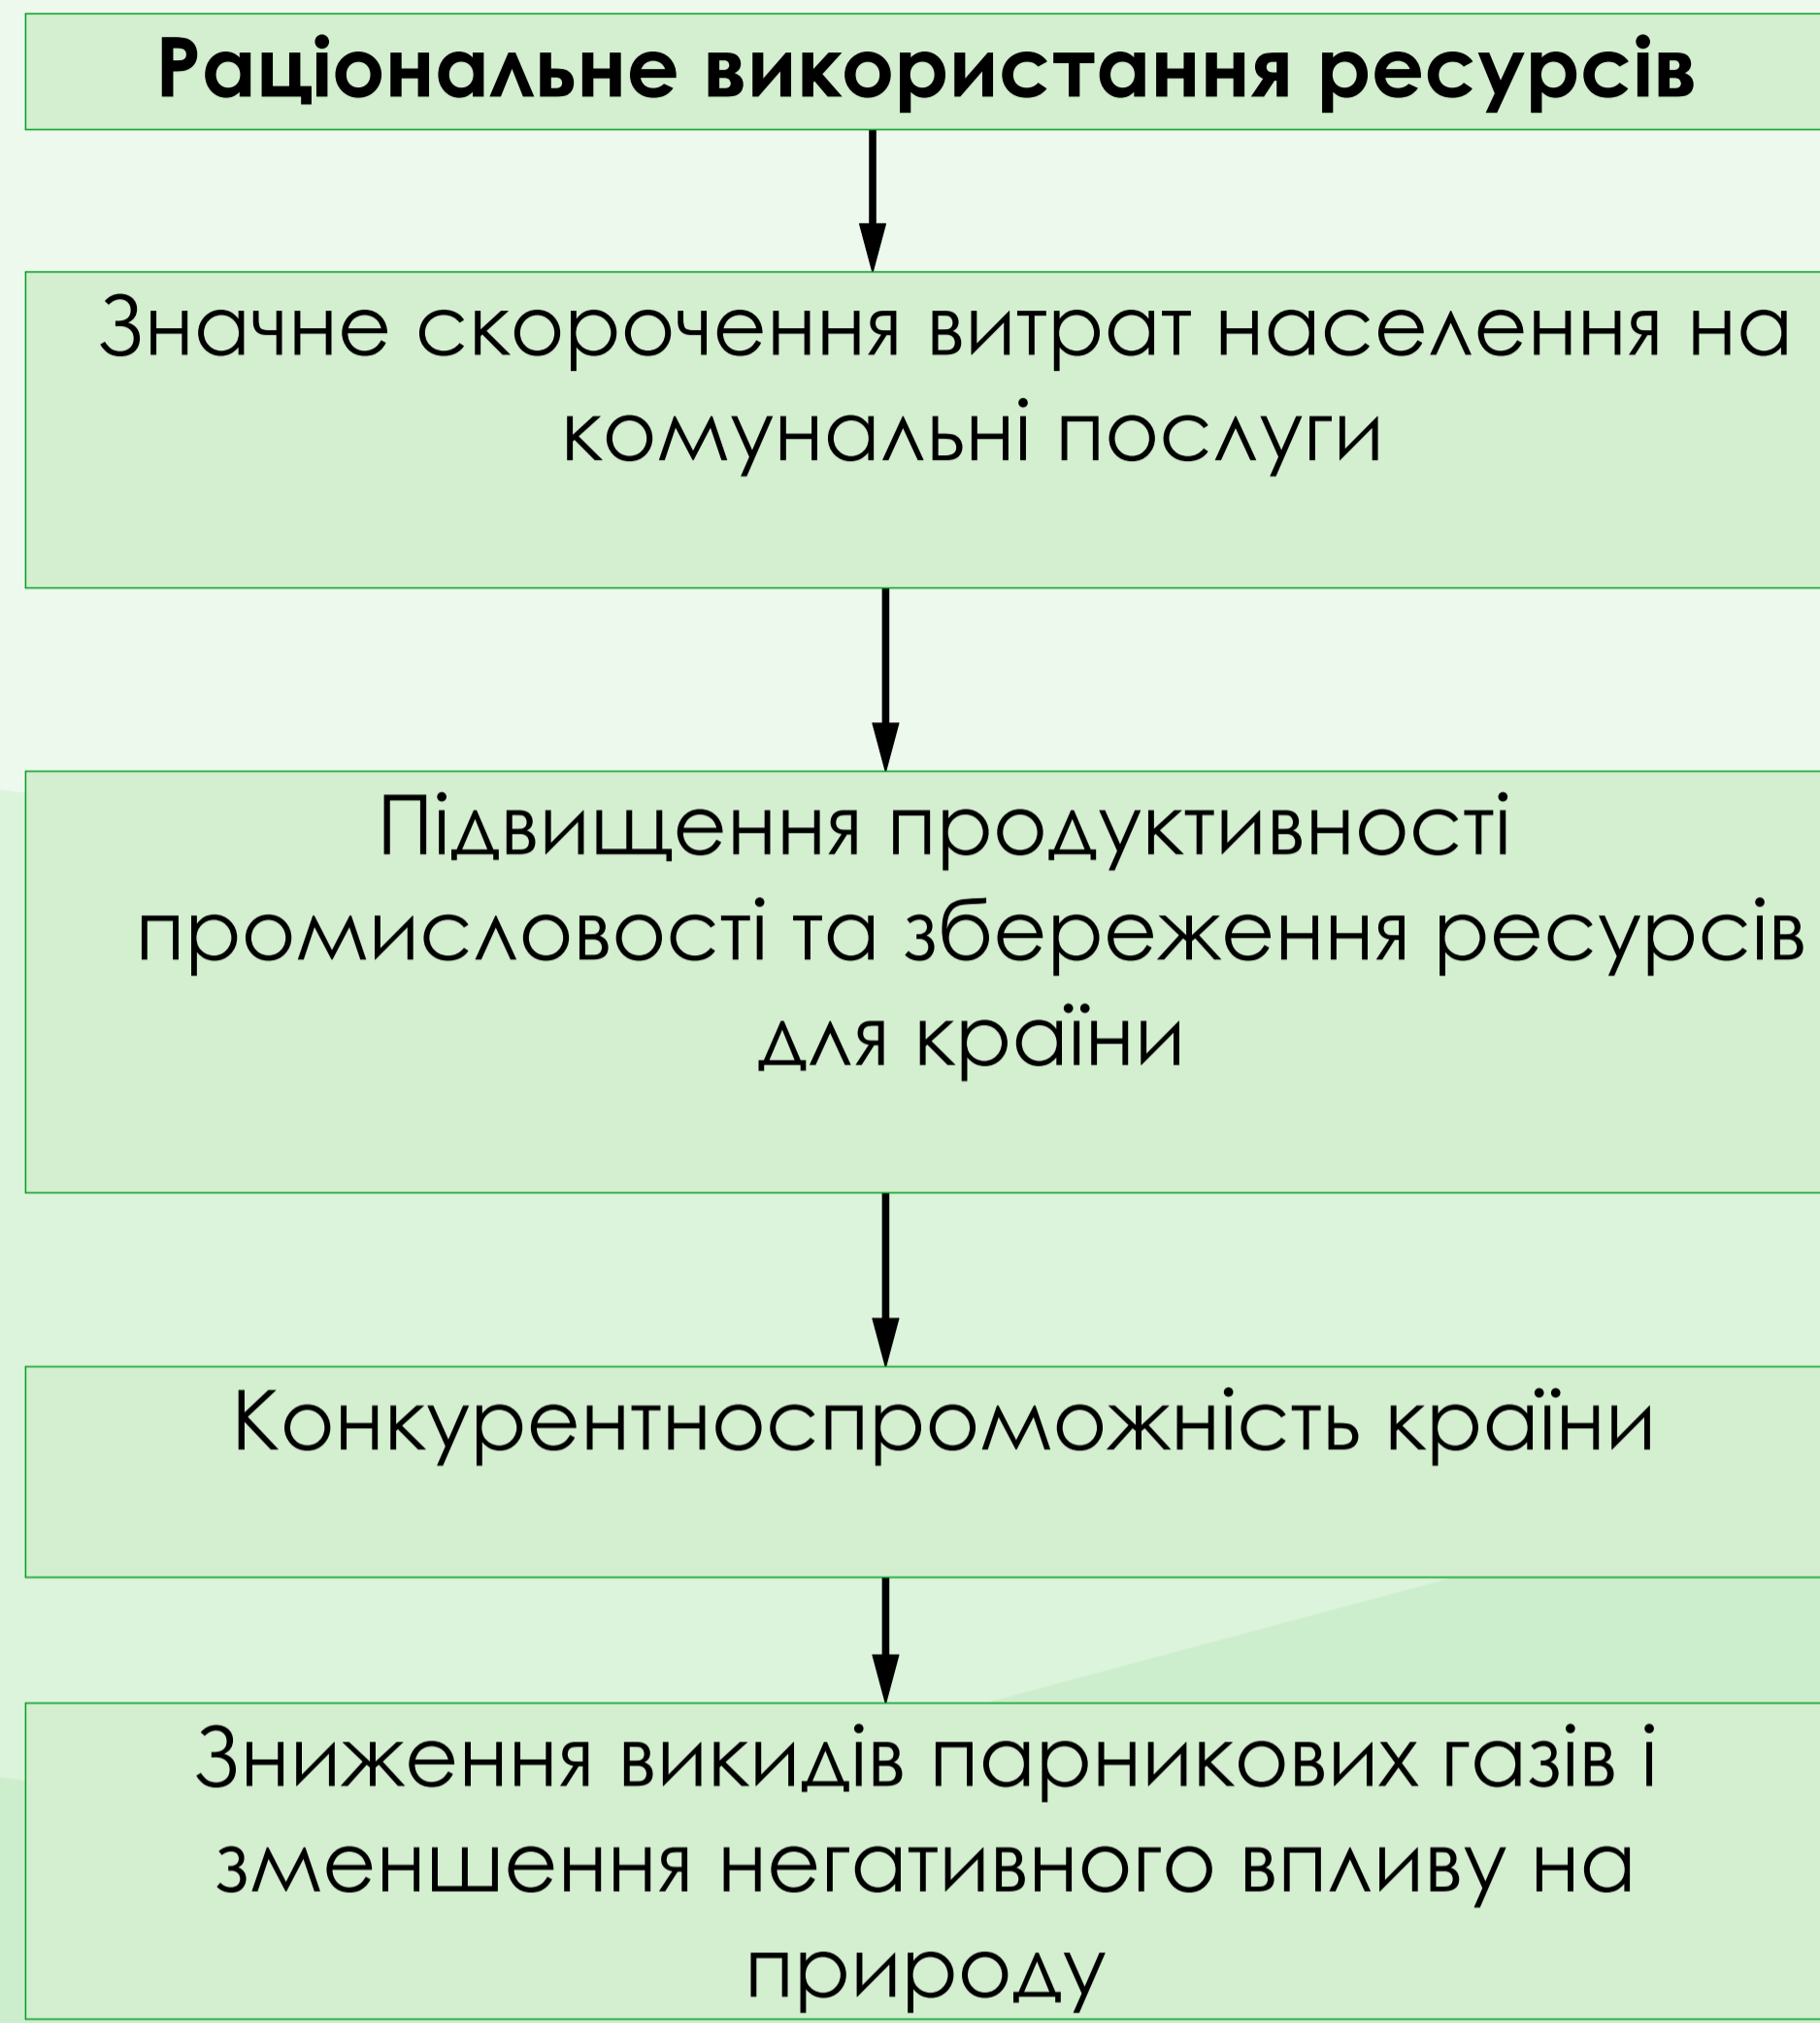 Раціональне використання ресурсів
Значне скорочення витрат населення на
комунальні послуги
Підвищення продуктивності
промисловості та збереження ресурсів
для країни
Конкурентноспроможність країни
Зниження викидів парникових газів і
зменшення негативного впливу на
природу